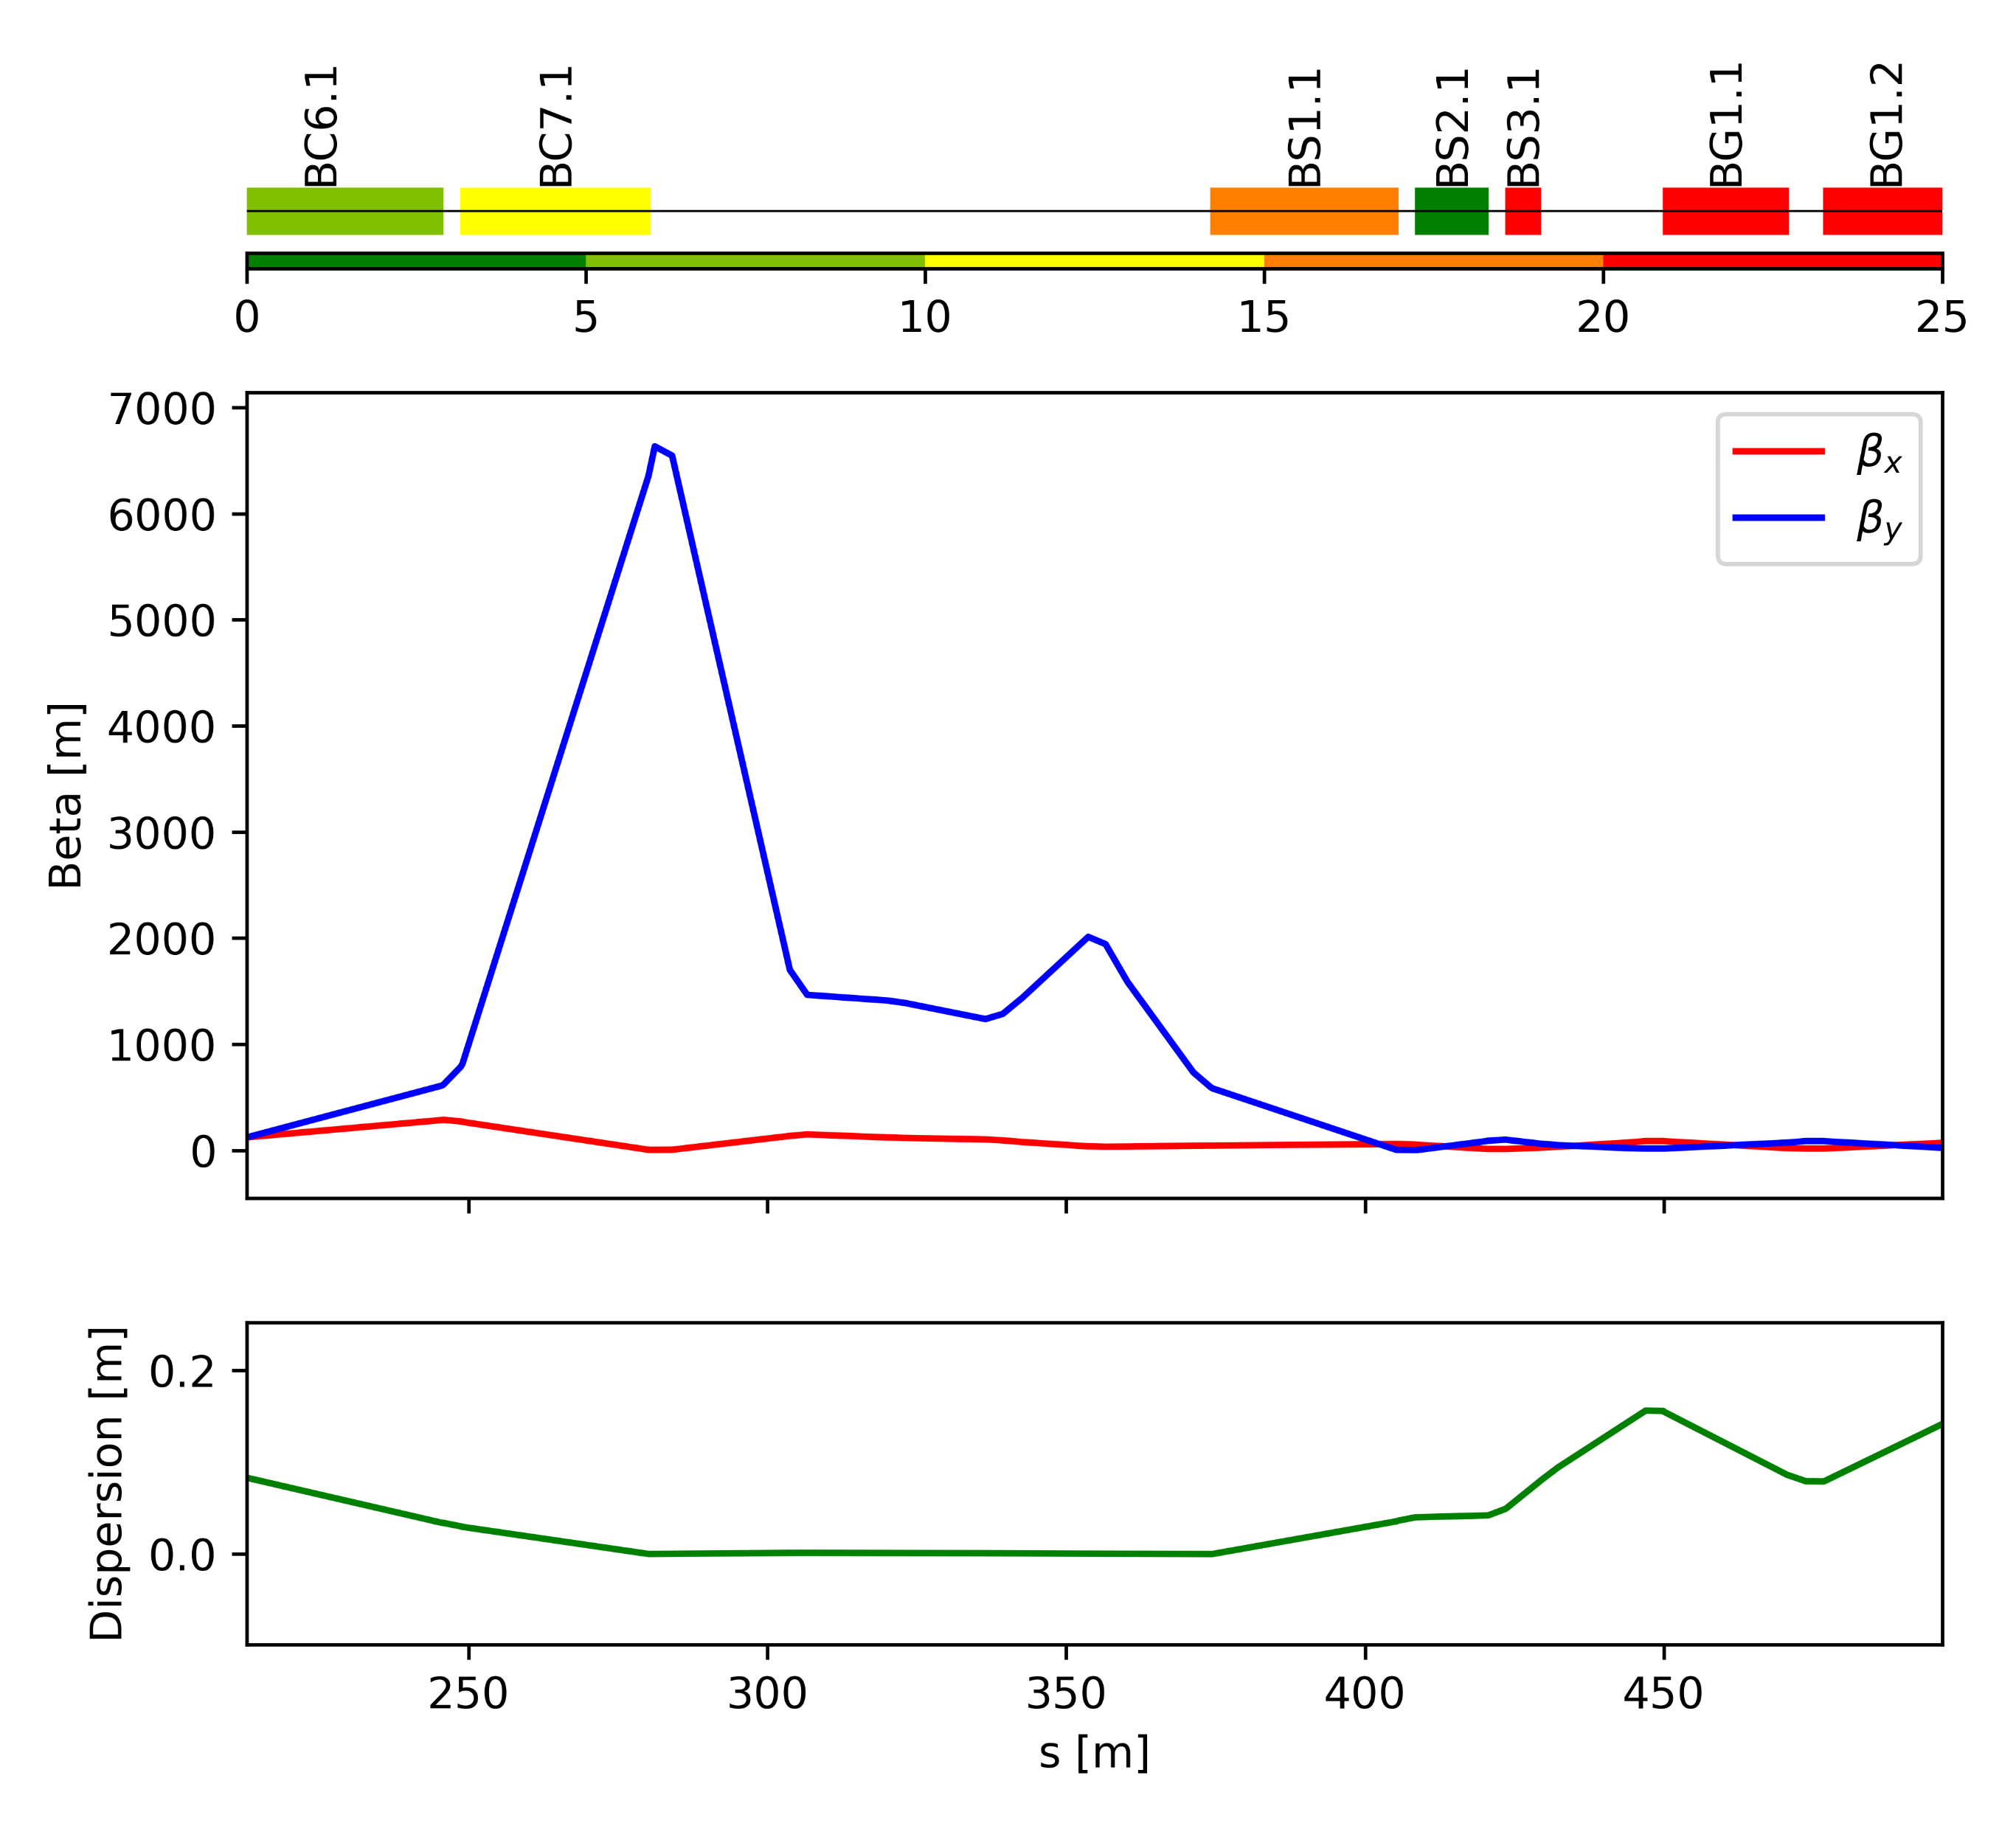 BC6.1
BC7.1
BS1.1
BS2.1
BS3.1
BG1.1
BG1.2
0 5 10 15 20 25
7000
6000
5000
4000
3000
2000
1000
0
Beta [m]
βx
βy
0.2
0.0
Dispersion [m]
250 300 350 400 450
s [m]